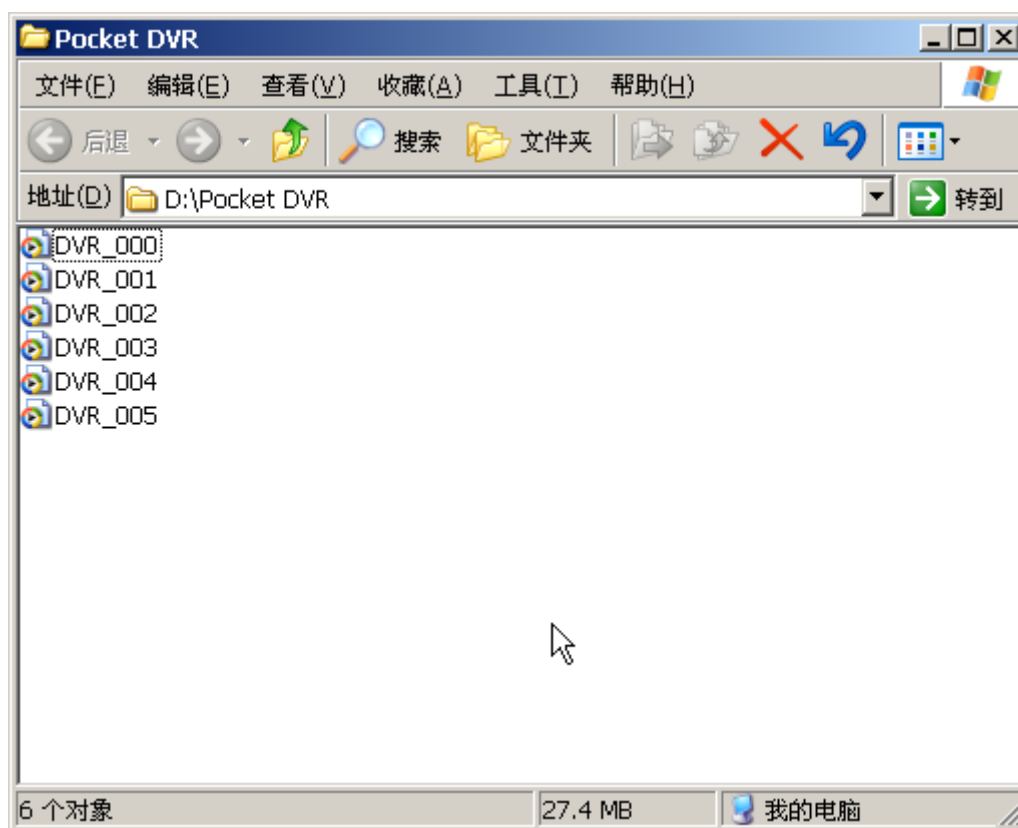 Pocket DVR
文件(F) 编辑(E) 查看(V) 收藏(A) 工具(T) 帮助(H)
后退 搜索 文件夹
地址(D) D:\Pocket DVR 转到
DVR_000
DVR_001
DVR_002
DVR_003
DVR_004
DVR_005
6 个对象 27.4 MB 我的电脑